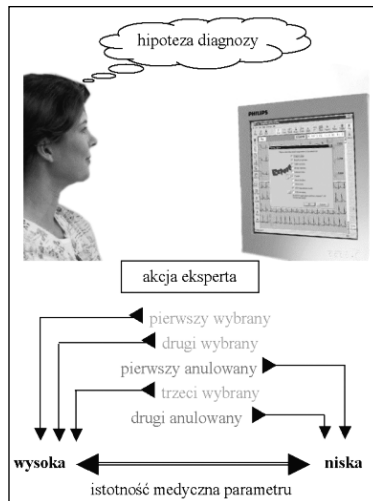 hipoteza diagnozy
PHILIPS
akcja eksperta
pierwszy wybrany
drugi wybrany
pierwszy anulowany
trzeci wybrany
drugi anulowany
wysoka
niska
istotność medyczna parametru